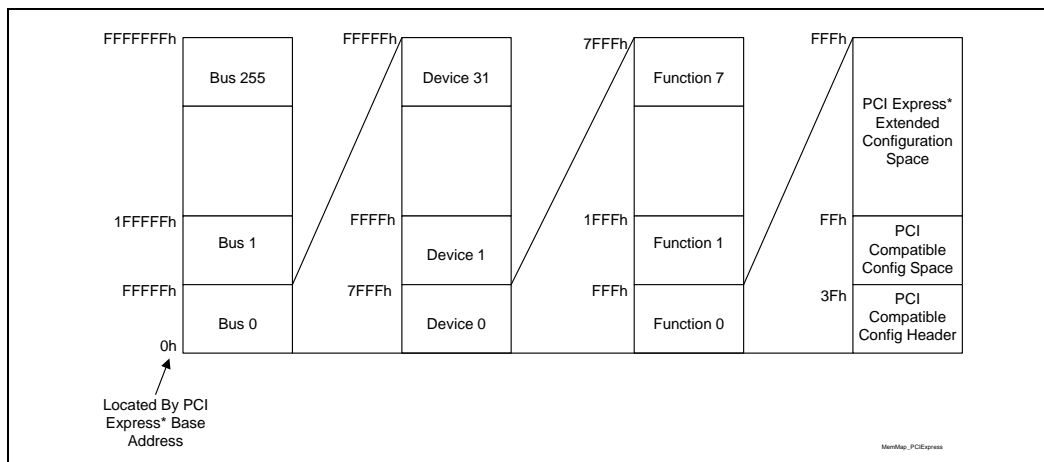 FFFFFFFh
Bus 255
1FFFFFh
Bus 1
FFFFFh
Bus 0
0h
Located By PCI
Express* Base
Address
FFFFFh
Device 31
FFFFh
Device 1
7FFFh
Device 0
7FFFh
Function 7
1FFFh
Function 1
FFFh
Function 0
FFFh
PCI Express*
Extended
Configuration
Space
FFh
PCI
Compatible
Config Space
3Fh
PCI
Compatible
Config Header
MemMap_PCIExpress